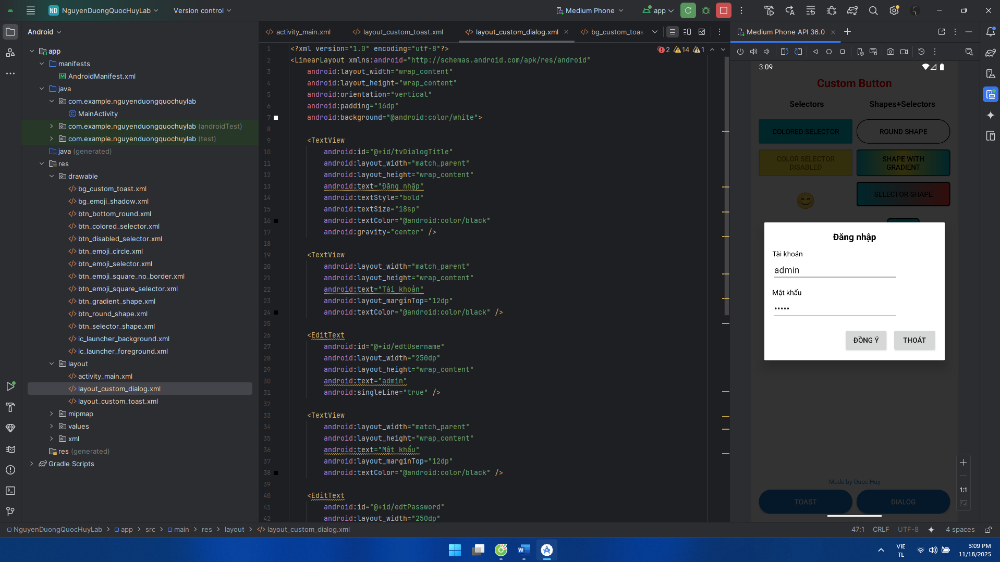 ND NguyenDuongQuocHuyLab Version control Medium Phone app
Android
app
manifests
AndroidManifest.xml
java
com.example.nguyenduongquochuylab
MainActivity
com.example.nguyenduongquochuylab (androidTest)
com.example.nguyenduongquochuylab (test)
java (generated)
res
drawable
bg_custom_toast.xml
bg_emoji_shadow.xml
btn_bottom_round.xml
btn_colored_selector.xml
btn_disabled_selector.xml
btn_emoji_circle.xml
btn_emoji_selector.xml
btn_emoji_square_no_border.xml
btn_emoji_square_selector.xml
btn_gradient_shape.xml
btn_round_shape.xml
btn_selector_shape.xml
ic_launcher_background.xml
ic_launcher_foreground.xml
layout
activity_main.xml
layout_custom_dialog.xml
layout_custom_toast.xml
mipmap
values
xml
res (generated)
Gradle Scripts
activity_main.xml layout_custom_toast.xml layout_custom_dialog.xml bg_custom_toas
2 14 1
1 <?xml version="1.0" encoding="utf-8"?>
2 <LinearLayout xmlns:android="http://schemas.android.com/apk/res/android"
3 android:layout_width="wrap_content"
4 android:layout_height="wrap_content"
5 android:orientation="vertical"
6 android:padding="16dp"
7 android:background="@android:color/white">
8
9 <TextView
10 android:id="@+id/tvDialogTitle"
11 android:layout_width="match_parent"
12 android:layout_height="wrap_content"
13 android:text="Đăng nhập"
14 android:textStyle="bold"
15 android:textSize="18sp"
16 android:textColor="@android:color/black"
17 android:gravity="center" />
18
19 <TextView
20 android:layout_width="match_parent"
21 android:layout_height="wrap_content"
22 android:text="Tài khoản"
23 android:layout_marginTop="12dp"
24 android:textColor="@android:color/black" />
25
26 <EditText
27 android:id="@+id/edtUsername"
28 android:layout_width="250dp"
29 android:layout_height="wrap_content"
30 android:text="admin"
31 android:singleLine="true" />
32
33 <TextView
34 android:layout_width="match_parent"
35 android:layout_height="wrap_content"
36 android:text="Mật khẩu"
37 android:layout_marginTop="12dp"
38 android:textColor="@android:color/black" />
39
40 <EditText
41 android:id="@+id/edtPassword"
42 android:layout_width="250dp"
Medium Phone API 36.0
3:09
Custom Button
Selectors Shapes+Selectors
COLORED SELECTOR ROUND SHAPE
COLOR SELECTOR DISABLED
SHAPE WITH GRADIENT
SELECTOR SHAPE
Đăng nhập
Tài khoản
admin
Mật khẩu
•••••
ĐỒNG Ý THOÁT
Made by Quoc Huy
TOAST DIALOG
1:1
NguyenDuongQuocHuyLab > app > src > main > res > layout > layout_custom_dialog.xml
47:1 CRLF UTF-8 4 spaces
VIE
TL
3:09 PM
11/18/2025